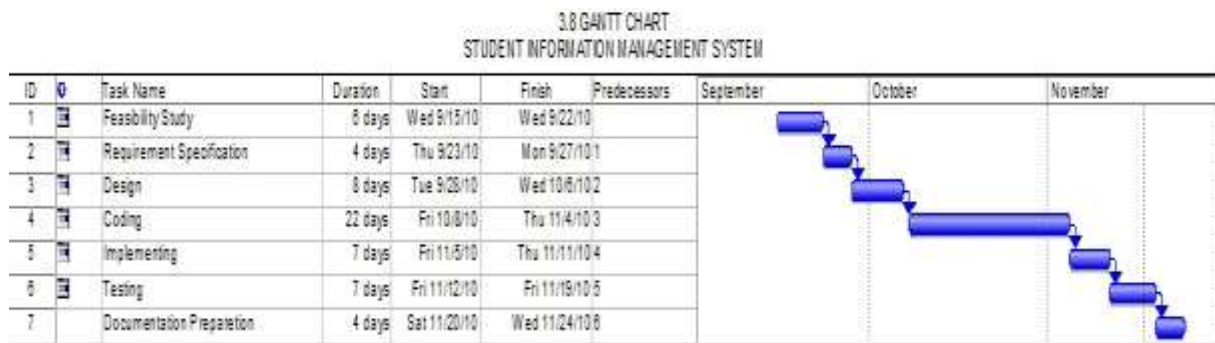 3.8 GANTT CHART
STUDENT INFORMATION MANAGEMENT SYSTEM
ID Task Name Duration Start Finish Predecessors September October November
1 Feasibility Study 6 days Wed 9/15/10 Wed 9/22/10
2 Requirement Specification 4 days Thu 9/23/10 Mon 9/27/10 1
3 Design 8 days Tue 9/28/10 Wed 10/6/10 2
4 Coding 22 days Fri 10/8/10 Thu 11/4/10 3
5 Implementing 7 days Fri 11/5/10 Thu 11/11/10 4
6 Testing 7 days Fri 11/12/10 Fri 11/19/10 5
7 Documentation Preparetion 4 days Sat 11/20/10 Wed 11/24/10 6